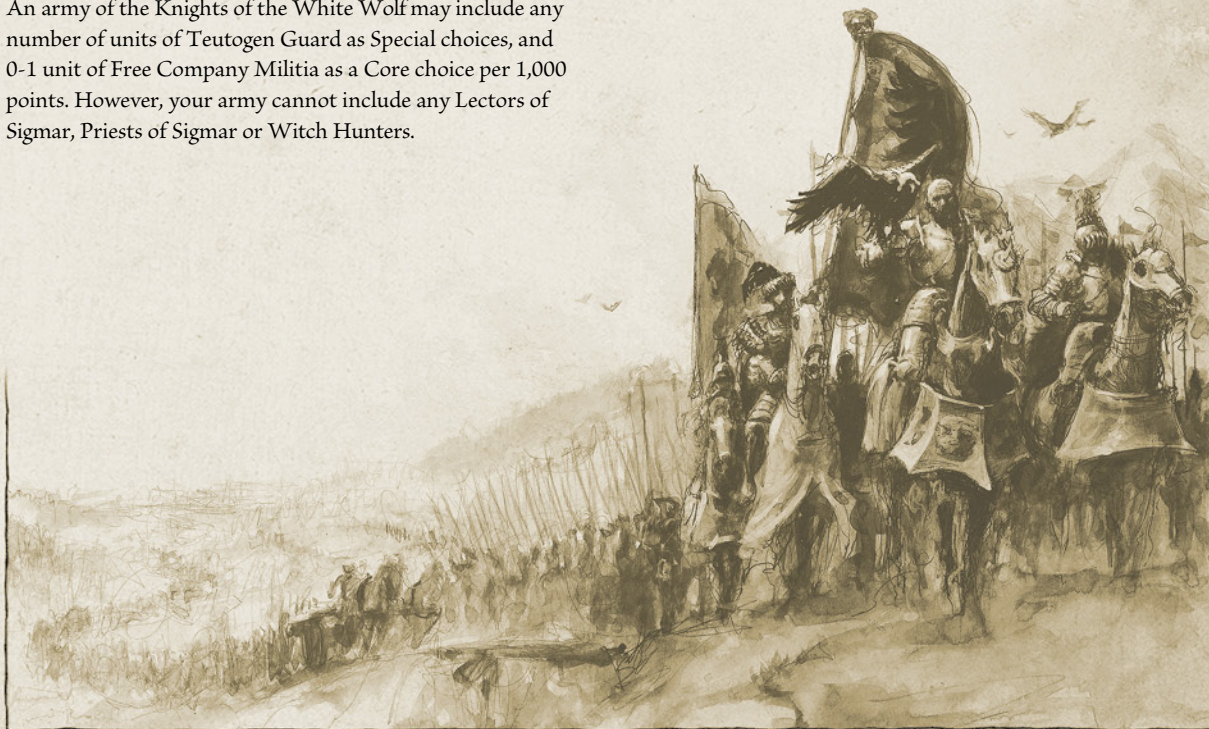 An army of the Knights of the White Wolf may include any
number of units of Teutogen Guard as Special choices, and
0-1 unit of Free Company Militia as a Core choice per 1,000
points. However, your army cannot include any Lectors of
Sigmar, Priests of Sigmar or Witch Hunters.